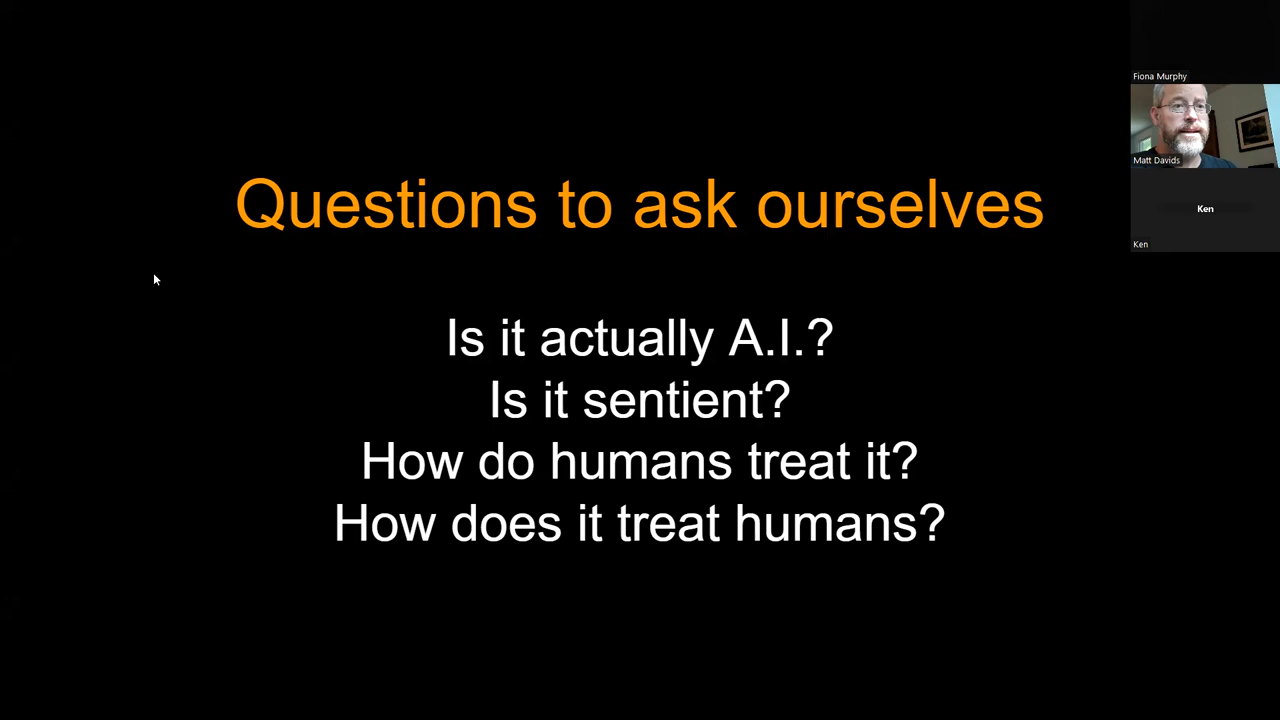 Fiona Murphy
Matt Davids
Ken
Ken
Questions to ask ourselves
Is it actually A.I.?
Is it sentient?
How do humans treat it?
How does it treat humans?